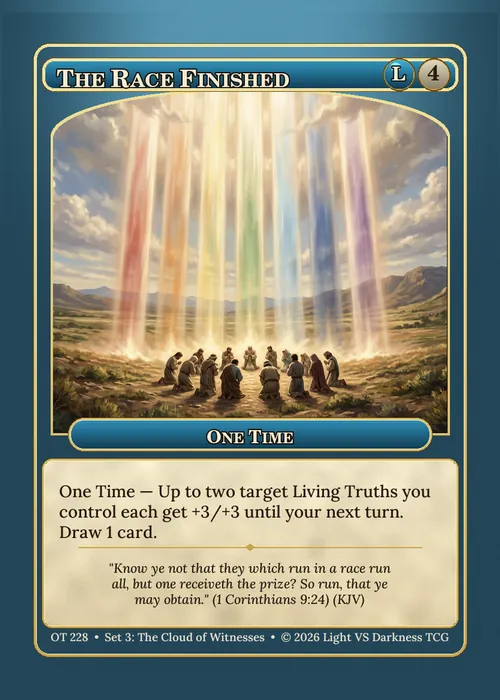 The Race Finished L 4
One Time
One Time — Up to two target Living Truths you
control each get +3/+3 until your next turn.
Draw 1 card.
"Know ye not that they which run in a race run
all, but one receiveth the prize? So run, that ye
may obtain." (1 Corinthians 9:24) (KJV)
OT 228 • Set 3: The Cloud of Witnesses • © 2026 Light VS Darkness TCG